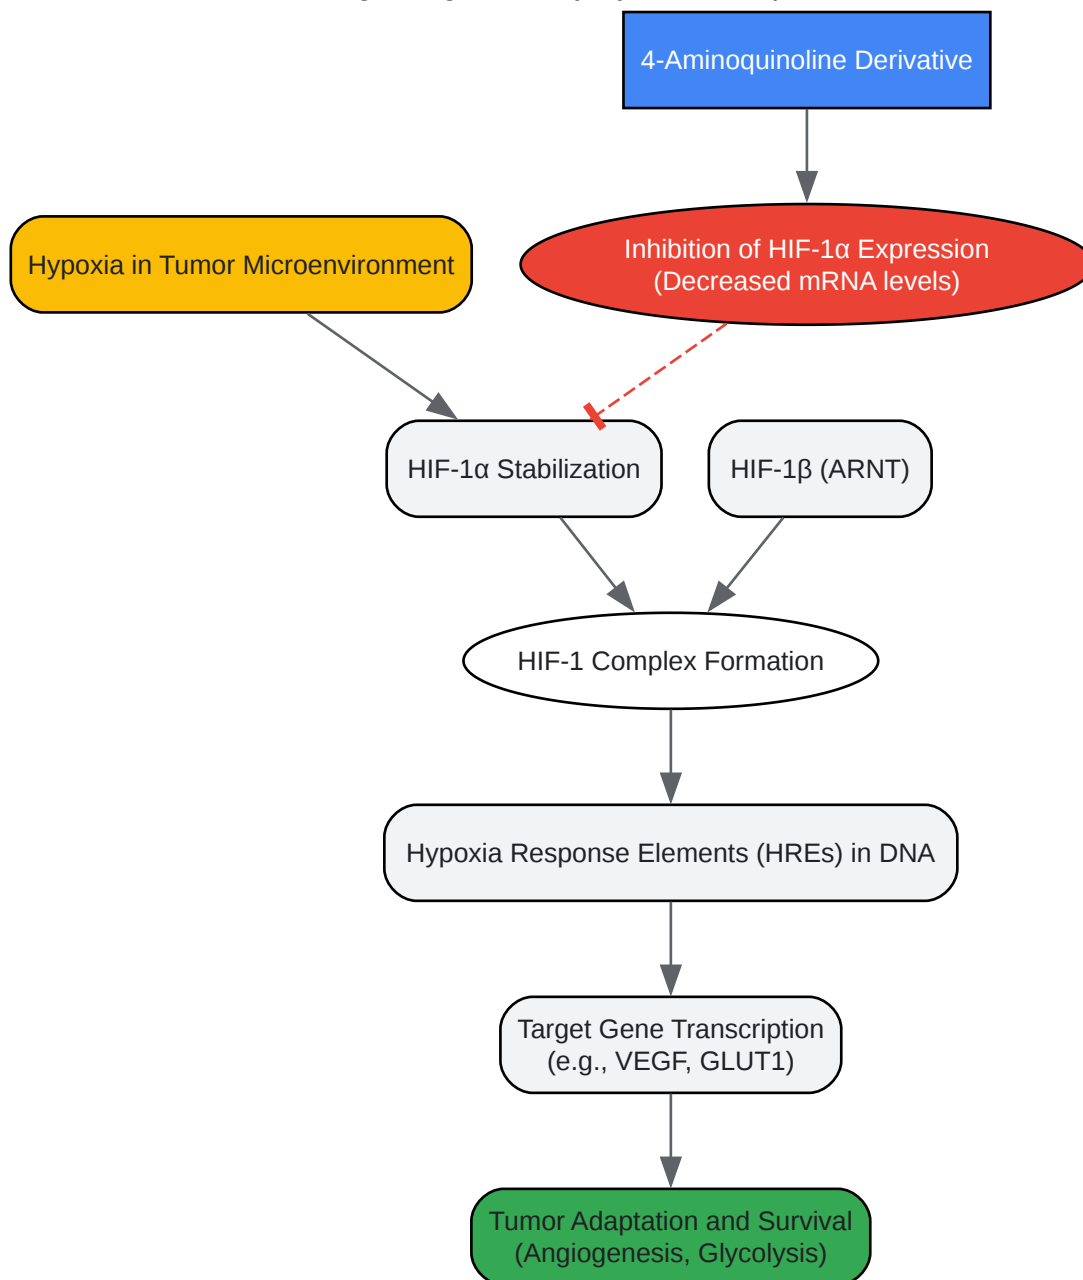 4-Aminoquinoline Derivative
Hypoxia in Tumor Microenvironment
Inhibition of HIF-1α Expression
(Decreased mRNA levels)
HIF-1α Stabilization
HIF-1β (ARNT)
HIF-1 Complex Formation
Hypoxia Response Elements (HREs) in DNA
Target Gene Transcription
(e.g., VEGF, GLUT1)
Tumor Adaptation and Survival
(Angiogenesis, Glycolysis)